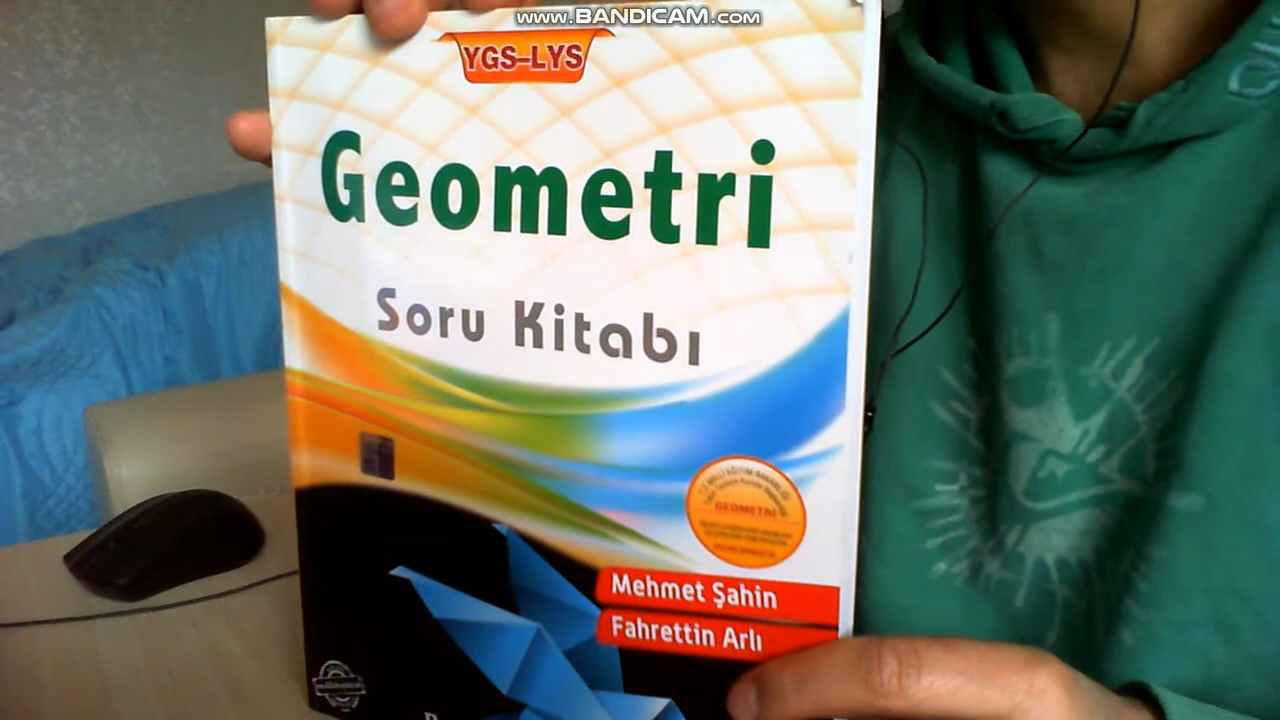 www.BANDICAM.com
YGS–LYS
Geometri
Soru Kitabı
GEOMETRİ
Mehmet Şahin
Fahrettin Arlı